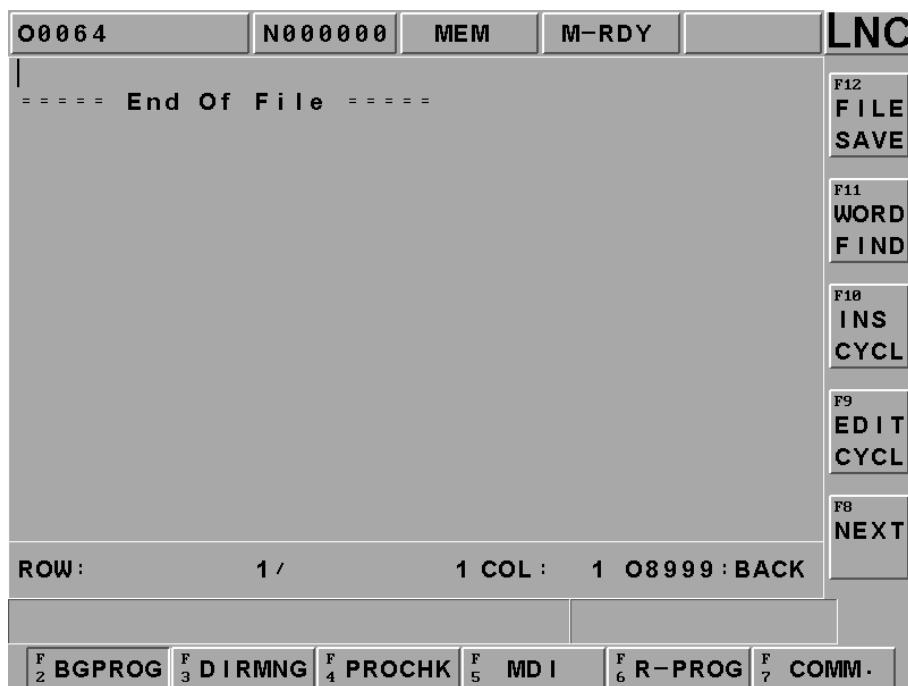 O0064 N000000 MEM M-RDY LNC
===== End Of File =====
F12
FILE
SAVE
F11
WORD
FIND
F10
INS
CYCL
F9
EDIT
CYCL
F8
NEXT
ROW: 1/ 1 COL: 1 O8999:BACK
F2 BGPROG F3 DIRMNG F4 PROCHK F5 MDI F6 R-PROG F7 COMM.